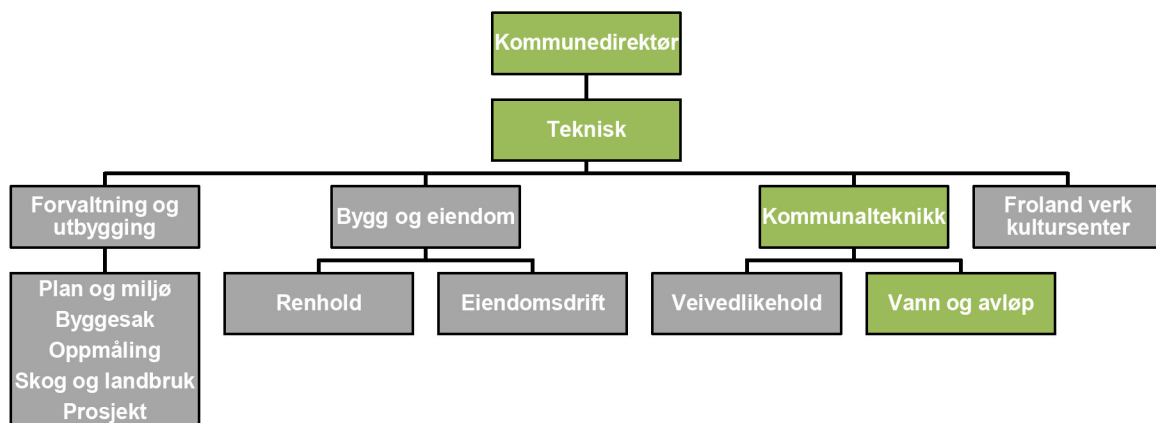 Kommunedirektør
Teknisk
Forvaltning og
utbygging
Bygg og eiendom
Kommunalteknikk
Froland verk
kultursenter
Plan og miljø
Byggesak
Oppmåling
Skog og landbruk
Prosjekt
Renhold
Eiendomsdrift
Veivedlikehold
Vann og avløp